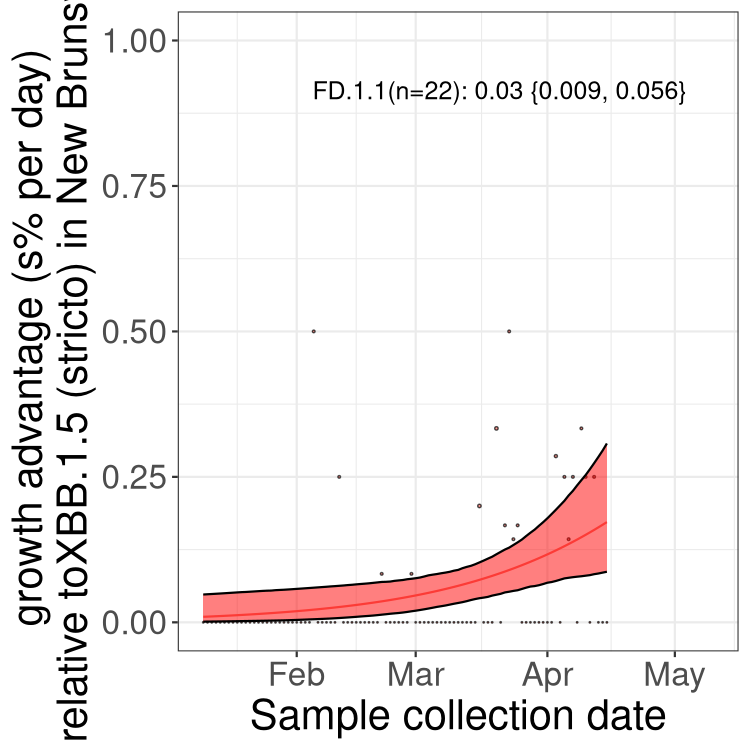 growth advantage (s% per day)
relative toXBB.1.5 (stricto) in New
1.00
0.75
0.50
0.25
0.00
FD.1.1(n=22): 0.03 {0.009, 0.056}
Feb Mar Apr May
Sample collection date